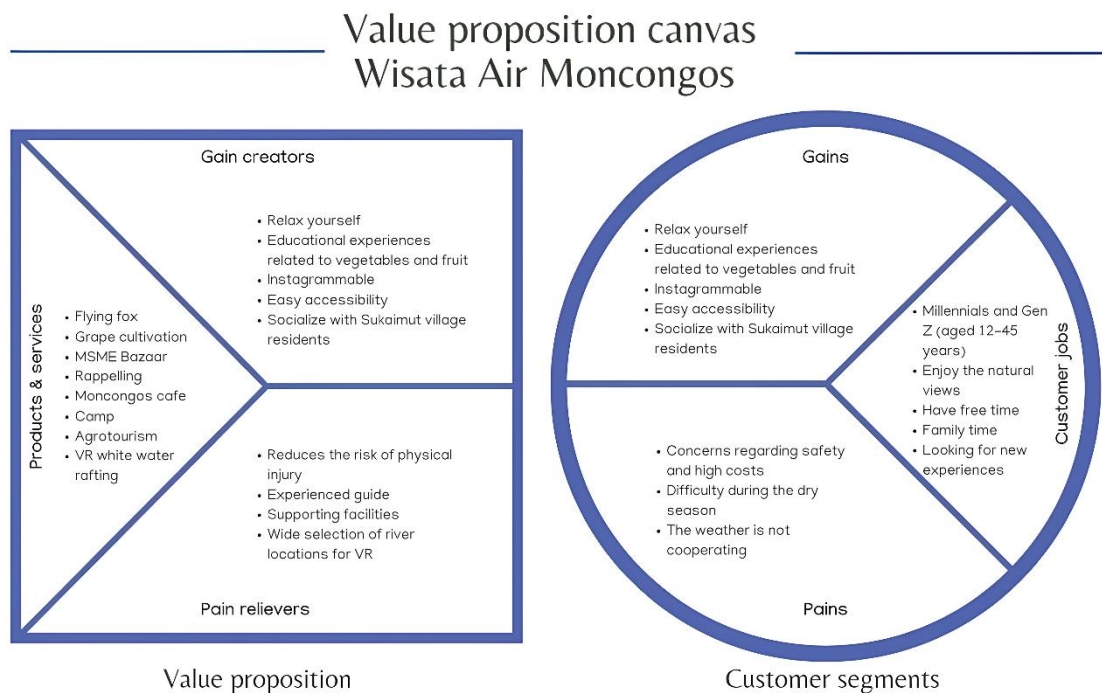 Value proposition canvas
Wisata Air Moncongos
Gain creators
• Relax yourself
• Educational experiences
related to vegetables and fruit
• Instagrammable
• Easy accessibility
• Socialize with Sukaimut village
residents
Products & services
• Flying fox
• Grape cultivation
• MSME Bazaar
• Rappelling
• Moncongos cafe
• Camp
• Agrotourism
• VR white water
rafting
• Reduces the risk of physical
injury
• Experienced guide
• Supporting facilities
• Wide selection of river
locations for VR
Pain relievers
Value proposition
Gains
• Relax yourself
• Educational experiences
related to vegetables and fruit
• Instagrammable
• Easy accessibility
• Socialize with Sukaimut village
residents
• Millennials and Gen
Z (aged 12-45
years)
• Enjoy the natural
views
• Have free time
• Family time
• Looking for new
experiences
Customer jobs
• Concerns regarding safety
and high costs
• Difficulty during the dry
season
• The weather is not
cooperating
Pains
Customer segments